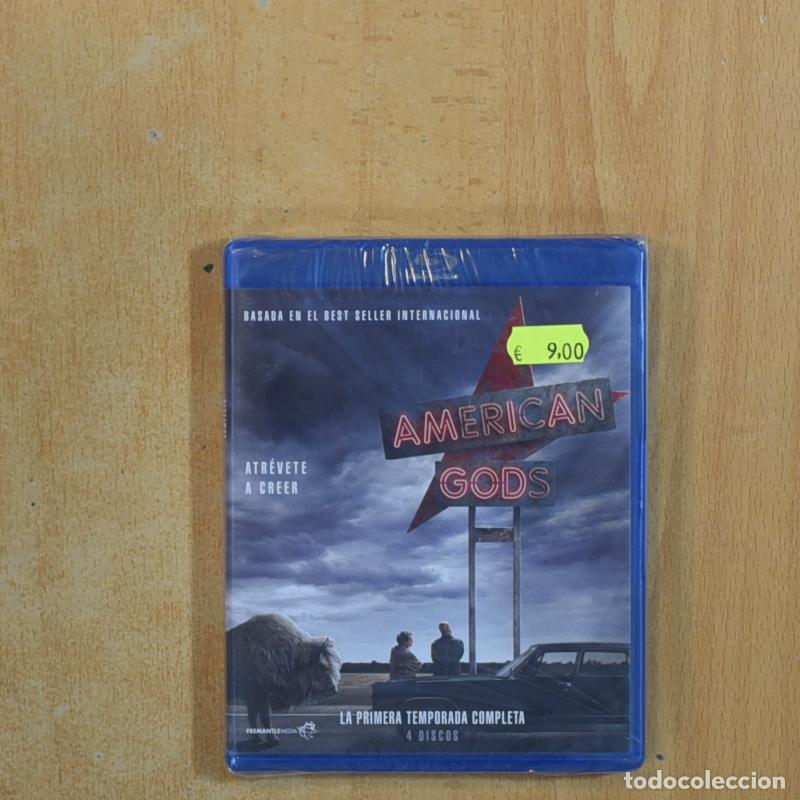 BASADA EN EL BEST SELLER INTERNACIONAL
€ 9,00
AMERICAN
GODS
ATRÉVETE
A CREER
LA PRIMERA TEMPORADA COMPLETA
4 DISCOS
FREMANTLEMEDIA
todocoleccion.net